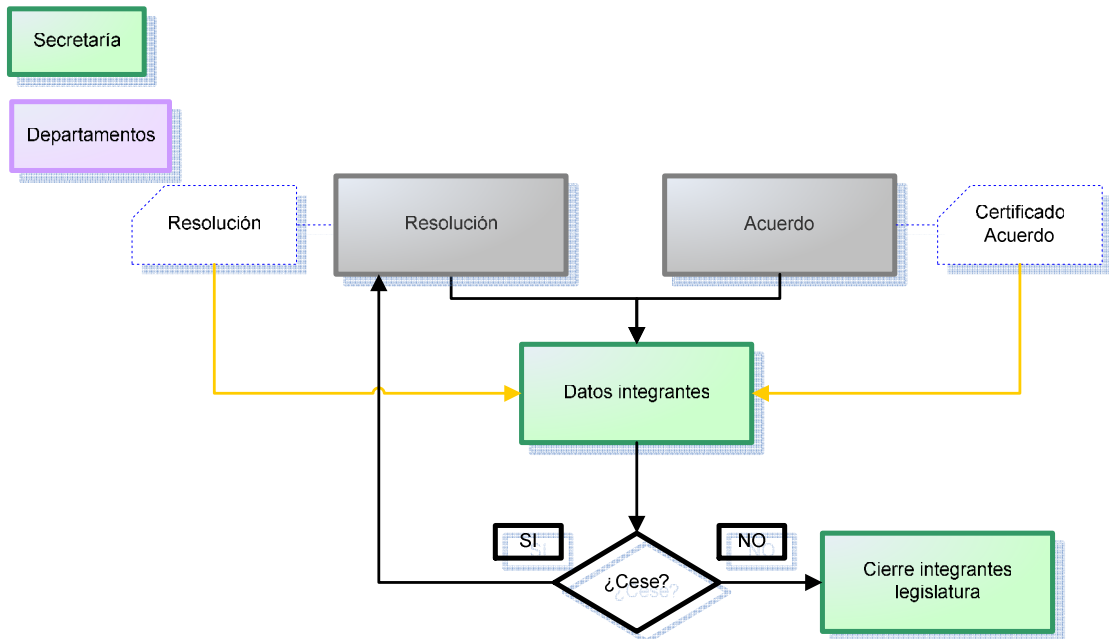 Secretaría
Departamentos
Resolución
Resolución
Acuerdo
Certificado
Acuerdo
Datos integrantes
SI
NO
¿Cese?
Cierre integrantes
legislatura